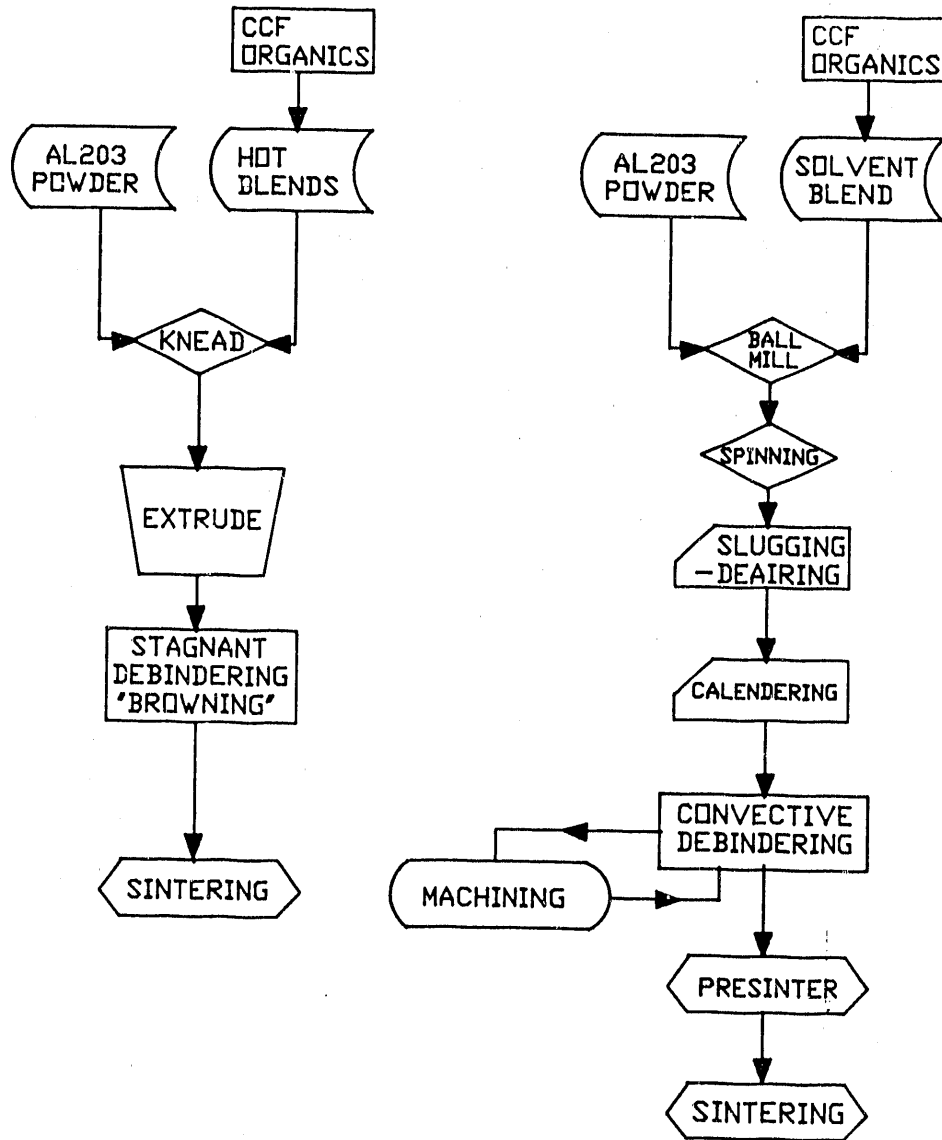 CCF
ORGANICS
AL203
POWDER
HOT
BLENDS
KNEAD
EXTRUDE
STAGNANT
DEBINDERING
"BROWNING"
SINTERING
CCF
ORGANICS
AL203
POWDER
SOLVENT
BLEND
BALL
MILL
SPINNING
SLUGGING
-DEAIRING
CALENDERING
CONVECTIVE
DEBINDERING
MACHINING
PRESINTER
SINTERING